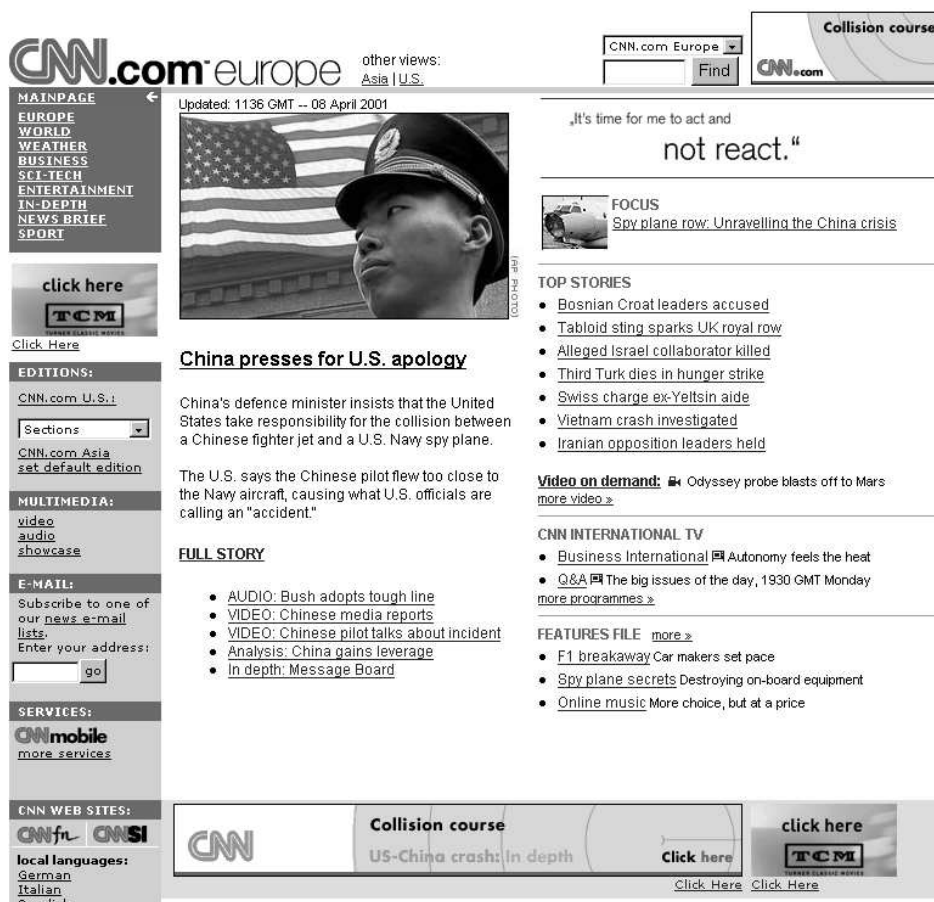 CNN.com europe
other views:
Asia | U.S.
CNN.com Europe
Find
Collision course
CNN.com
MAINPAGE
EUROPE
WORLD
WEATHER
BUSINESS
SCI-TECH
ENTERTAINMENT
IN-DEPTH
NEWS BRIEF
SPORT
click here
TCM
TURNER CLASSIC MOVIES
Click Here
EDITIONS:
CNN.com U.S.:
Sections
CNN.com Asia
set default edition
MULTIMEDIA:
video
audio
showcase
E-MAIL:
Subscribe to one of
our news e-mail
lists.
Enter your address:
go
SERVICES:
CNNmobile
more services
CNN WEB SITES:
CNNfn CNNSI
local languages:
German
Italian
Updated: 1136 GMT -- 08 April 2001
(AP PHOTO)
China presses for U.S. apology
China's defence minister insists that the United
States take responsibility for the collision between
a Chinese fighter jet and a U.S. Navy spy plane.
The U.S. says the Chinese pilot flew too close to
the Navy aircraft, causing what U.S. officials are
calling an "accident."
FULL STORY
• AUDIO: Bush adopts tough line
• VIDEO: Chinese media reports
• VIDEO: Chinese pilot talks about incident
• Analysis: China gains leverage
• In depth: Message Board
„It's time for me to act and
not react.“
FOCUS
Spy plane row: Unravelling the China crisis
TOP STORIES
• Bosnian Croat leaders accused
• Tabloid sting sparks UK royal row
• Alleged Israel collaborator killed
• Third Turk dies in hunger strike
• Swiss charge ex-Yeltsin aide
• Vietnam crash investigated
• Iranian opposition leaders held
Video on demand: Odyssey probe blasts off to Mars
more video »
CNN INTERNATIONAL TV
• Business International Autonomy feels the heat
• Q&A The big issues of the day, 1930 GMT Monday
more programmes »
FEATURES FILE more »
• F1 breakaway Car makers set pace
• Spy plane secrets Destroying on-board equipment
• Online music More choice, but at a price
CNN
Collision course
US-China crash: In depth
Click here
Click Here
click here
TCM
TURNER CLASSIC MOVIES
Click Here